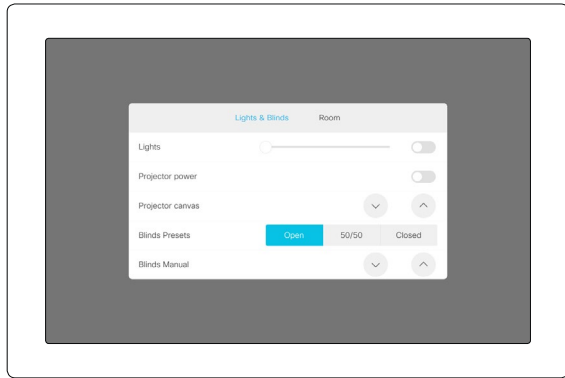 Lights & Blinds Room
Lights
Projector power
Projector canvas
Blinds Presets Open 50/50 Closed
Blinds Manual